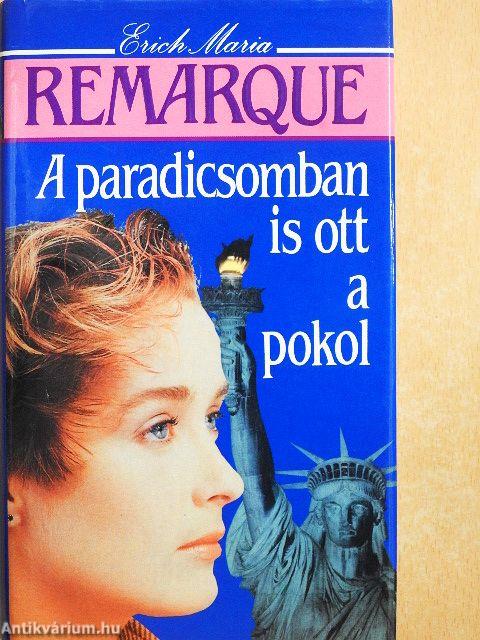 Erich Maria
REMARQUE
A paradicsomban
is ott
a
pokol
Antikvárium.hu